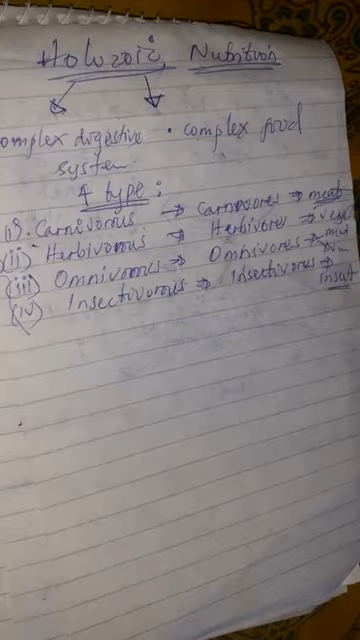 Holozoic Nutrition
omplex digestive • complex food
system
4 type:
(i) Carnivorous → Carnivores → meat
(ii) Herbivorous → Herbivores →
(iii) Omnivorous → Omnivores →
(iv) Insectivorous → Insectivores →
insect